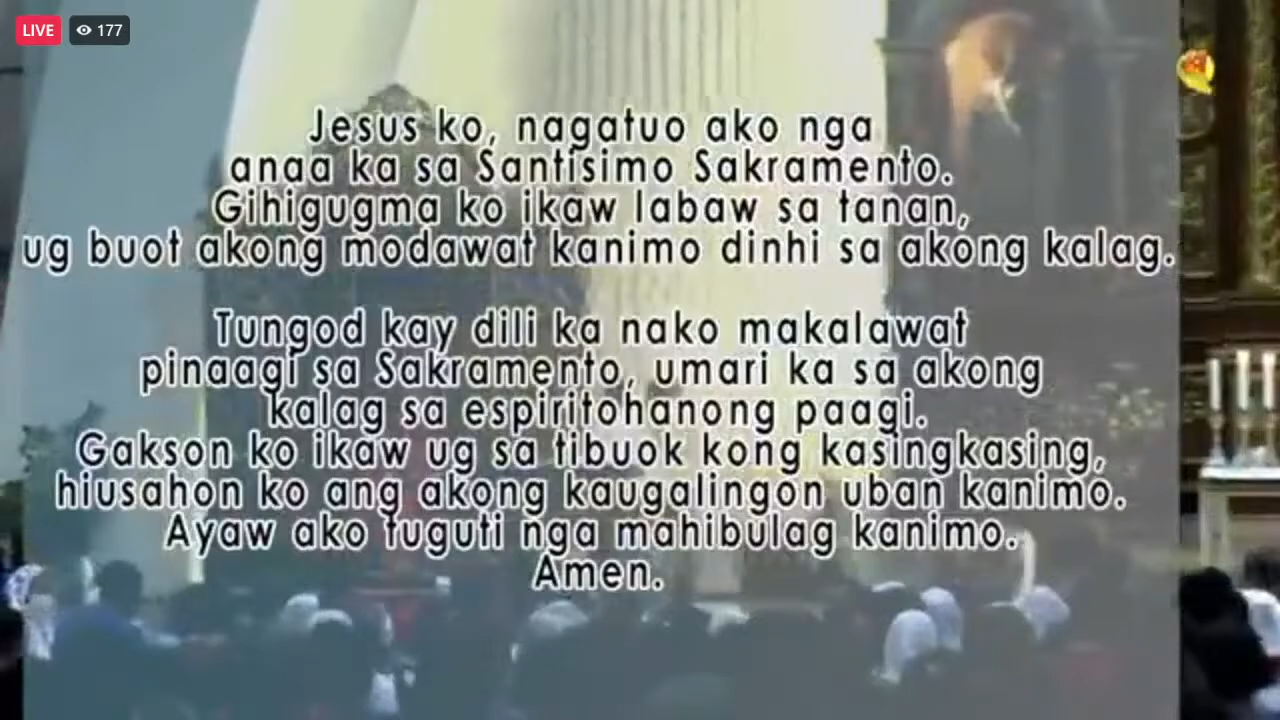 LIVE 177
Jesus ko, nagatuo ako nga
anaa ka sa Santisimo Sakramento.
Gihigugma ko ikaw labaw sa tanan,
ug buot akong modawat kanimo dinhi sa akong kalag.
Tungod kay dili ka nako makalawat
pinaagi sa Sakramento, umari ka sa akong
kalag sa espiritohanong paagi.
Gakson ko ikaw ug sa tibuok kong kasingkasing,
hiusahon ko ang akong kaugalingon uban kanimo.
Ayaw ako tuguti nga mahibulag kanimo.
Amen.